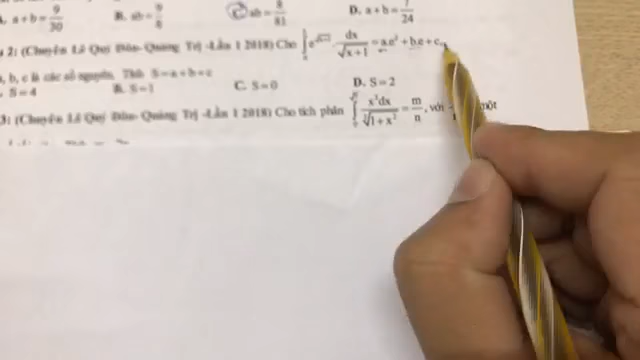 A. a + b = 9/30 B. ab = 9/8 C. ab = 8/81 D. a + b = 7/24
2: (Chuyên Lê Quý Đôn- Quảng Trị -Lần 1 2018) Cho ∫ e^√x+1 dx/√x+1 = a.e² + b.e + c,
a, b, c là các số nguyên. Tính S = a + b + c
S = 4 B. S = 1 C. S = 0 D. S = 2
3: (Chuyên Lê Quý Đôn- Quảng Trị -Lần 1 2018) Cho tích phân ∫ x³dx/∛1+x² = m/n, với một